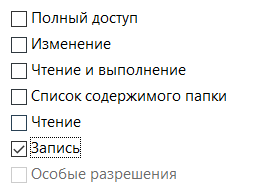 Полный доступ
Изменение
Чтение и выполнение
Список содержимого папки
Чтение
Запись
Особые разрешения